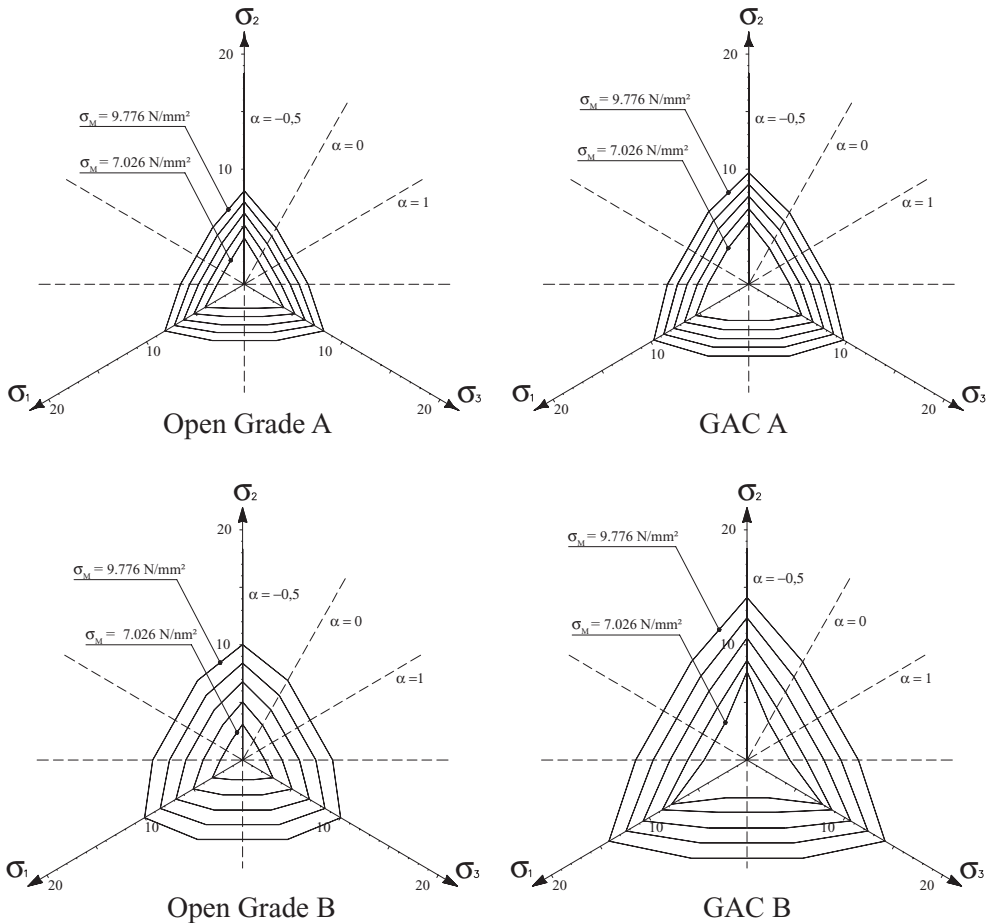 σ₂
20
σ_M = 9.776 N/mm²
α = −0,5
α = 0
σ_M = 7.026 N/mm²
10
α = 1
10
10
σ₁
20
20
σ₃
Open Grade A
σ₂
20
σ_M = 9.776 N/mm²
α = −0,5
α = 0
σ_M = 7.026 N/mm²
10
α = 1
10
10
σ₁
20
20
σ₃
GAC A
σ₂
20
σ_M = 9.776 N/mm²
α = −0,5
α = 0
σ_M = 7.026 N/nm²
10
α = 1
10
10
σ₁
20
20
σ₃
Open Grade B
σ₂
20
σ_M = 9.776 N/mm²
α = −0,5
α = 0
σ_M = 7.026 N/mm²
10
α = 1
10
10
σ₁
20
20
σ₃
GAC B